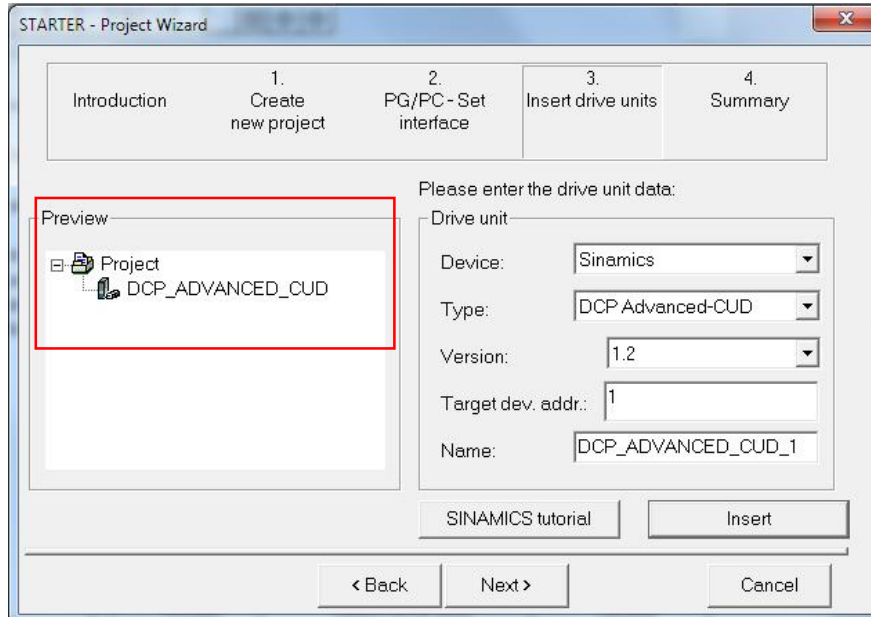 STARTER - Project Wizard
Introduction
1.
Create
new project
2.
PG/PC - Set
interface
3.
Insert drive units
4.
Summary
Please enter the drive unit data:
Preview
Project
DCP_ADVANCED_CUD
Drive unit
Device: Sinamics
Type: DCP Advanced-CUD
Version: 1.2
Target dev. addr.: 1
Name: DCP_ADVANCED_CUD_1
SINAMICS tutorial
Insert
< Back
Next >
Cancel